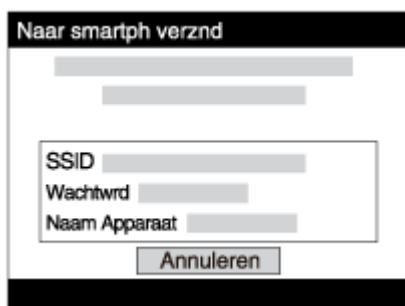 Naar smartph verznd
SSID
Wachtwrd
Naam Apparaat
Annuleren